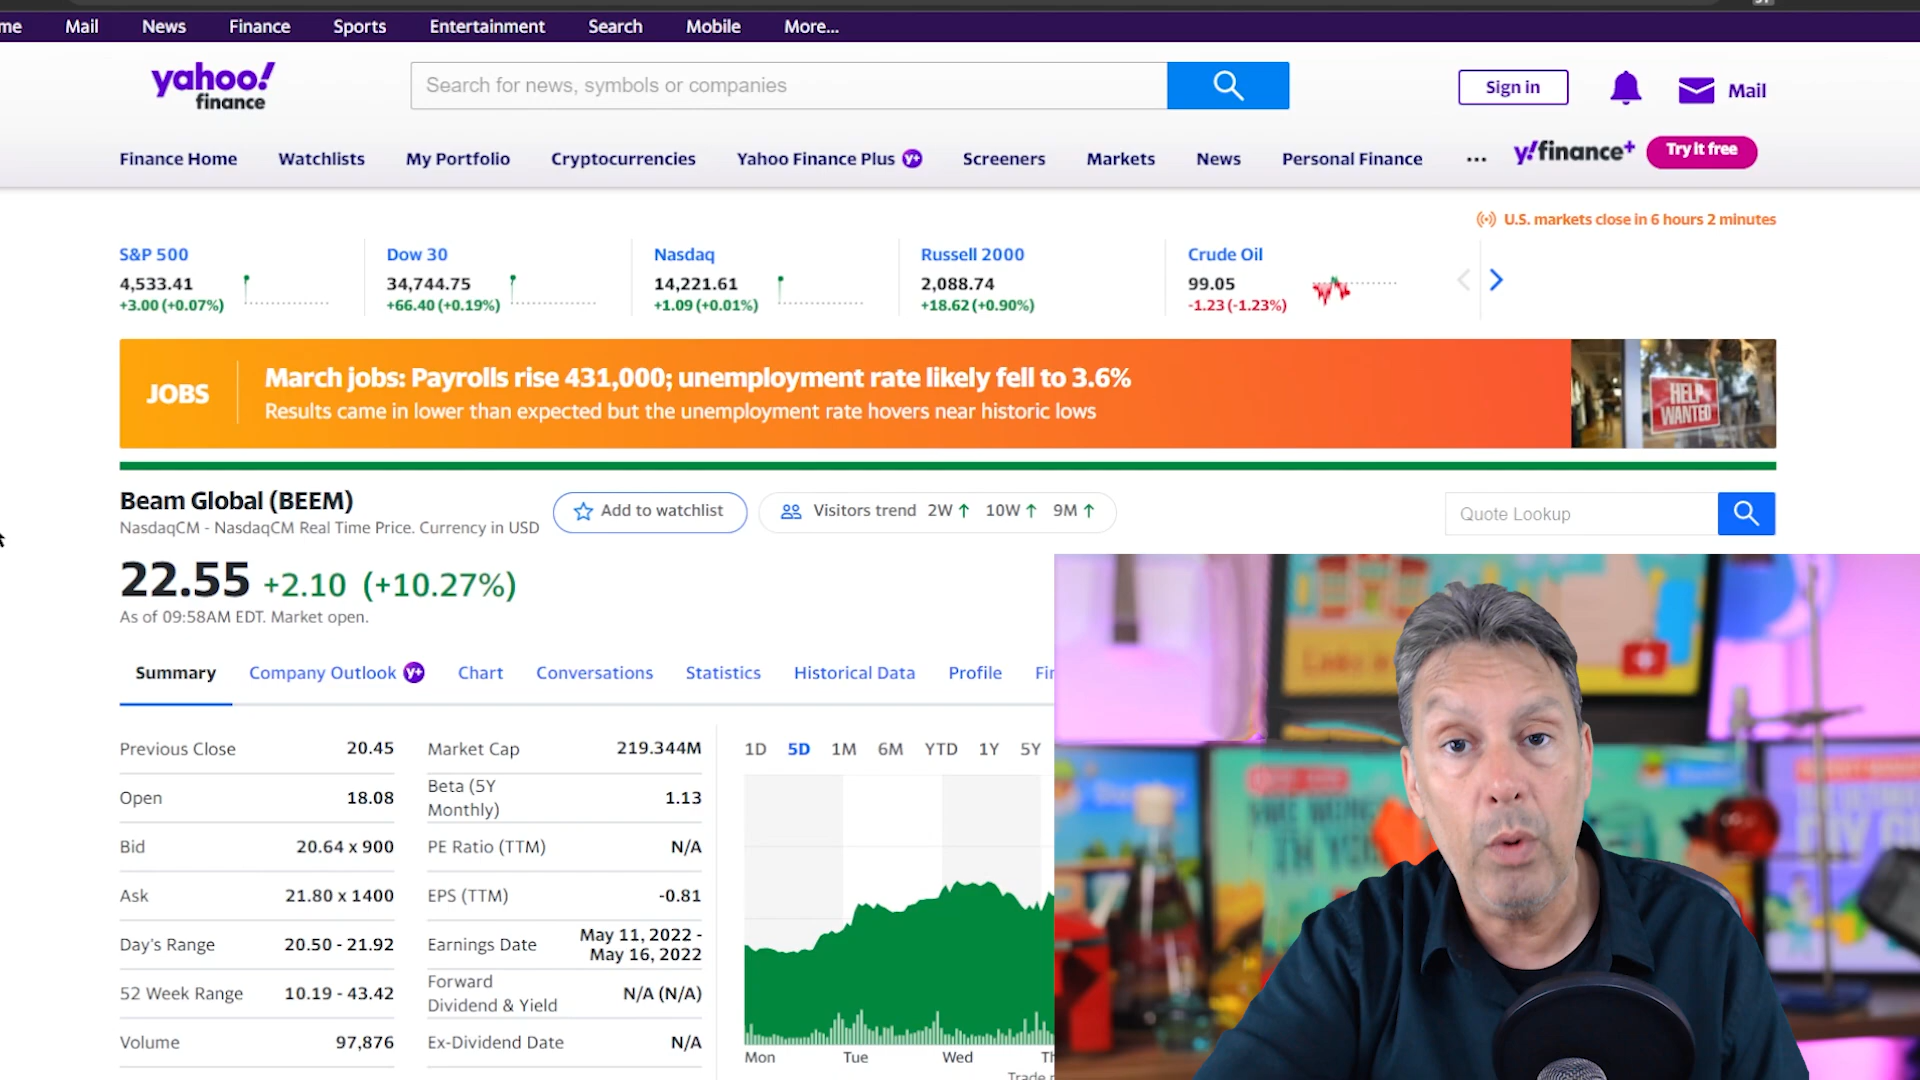 me Mail News Finance Sports Entertainment Search Mobile More...
yahoo!
finance
Search for news, symbols or companies
Sign in
Mail
Finance Home Watchlists My Portfolio Cryptocurrencies Yahoo Finance Plus y+ Screeners Markets News Personal Finance ... y!finance+ Try it free
U.S. markets close in 6 hours 2 minutes
S&P 500 Dow 30 Nasdaq Russell 2000 Crude Oil
4,533.41 34,744.75 14,221.61 2,088.74 99.05
+3.00 (+0.07%) +66.40 (+0.19%) +1.09 (+0.01%) +18.62 (+0.90%) -1.23 (-1.23%)
JOBS
March jobs: Payrolls rise 431,000; unemployment rate likely fell to 3.6%
Results came in lower than expected but the unemployment rate hovers near historic lows
HELP
WANTED
Beam Global (BEEM)
NasdaqCM - NasdaqCM Real Time Price. Currency in USD
Add to watchlist
Visitors trend 2W ↑ 10W ↑ 9M ↑
Quote Lookup
22.55 +2.10 (+10.27%)
As of 09:58AM EDT. Market open.
Summary Company Outlook y+ Chart Conversations Statistics Historical Data Profile Fin
Previous Close 20.45
Open 18.08
Bid 20.64 x 900
Ask 21.80 x 1400
Day's Range 20.50 - 21.92
52 Week Range 10.19 - 43.42
Volume 97,876
Market Cap 219.344M
Beta (5Y
Monthly) 1.13
PE Ratio (TTM) N/A
EPS (TTM) -0.81
Earnings Date May 11, 2022 -
May 16, 2022
Forward
Dividend & Yield N/A (N/A)
Ex-Dividend Date N/A
1D 5D 1M 6M YTD 1Y 5Y
Mon Tue Wed Th
Links in